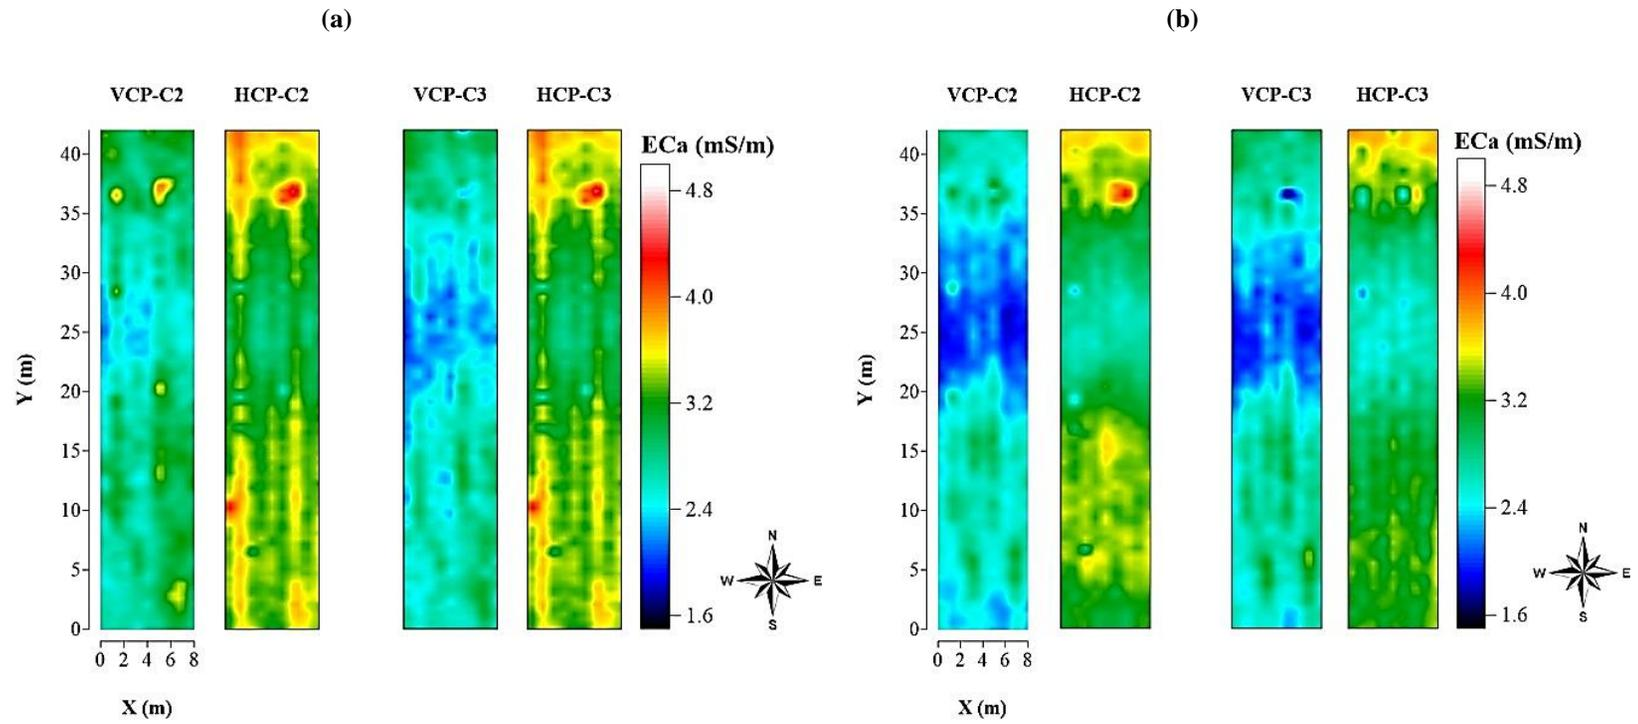 (a)
(b)
VCP-C2 HCP-C2 VCP-C3 HCP-C3
VCP-C2 HCP-C2 VCP-C3 HCP-C3
ECa (mS/m)
4.8
4.0
3.2
2.4
1.6
Y (m)
40
35
30
25
20
15
10
5
0
0 2 4 6 8
X (m)
N
W E
S
ECa (mS/m)
4.8
4.0
3.2
2.4
1.6
Y (m)
40
35
30
25
20
15
10
5
0
0 2 4 6 8
X (m)
N
W E
S